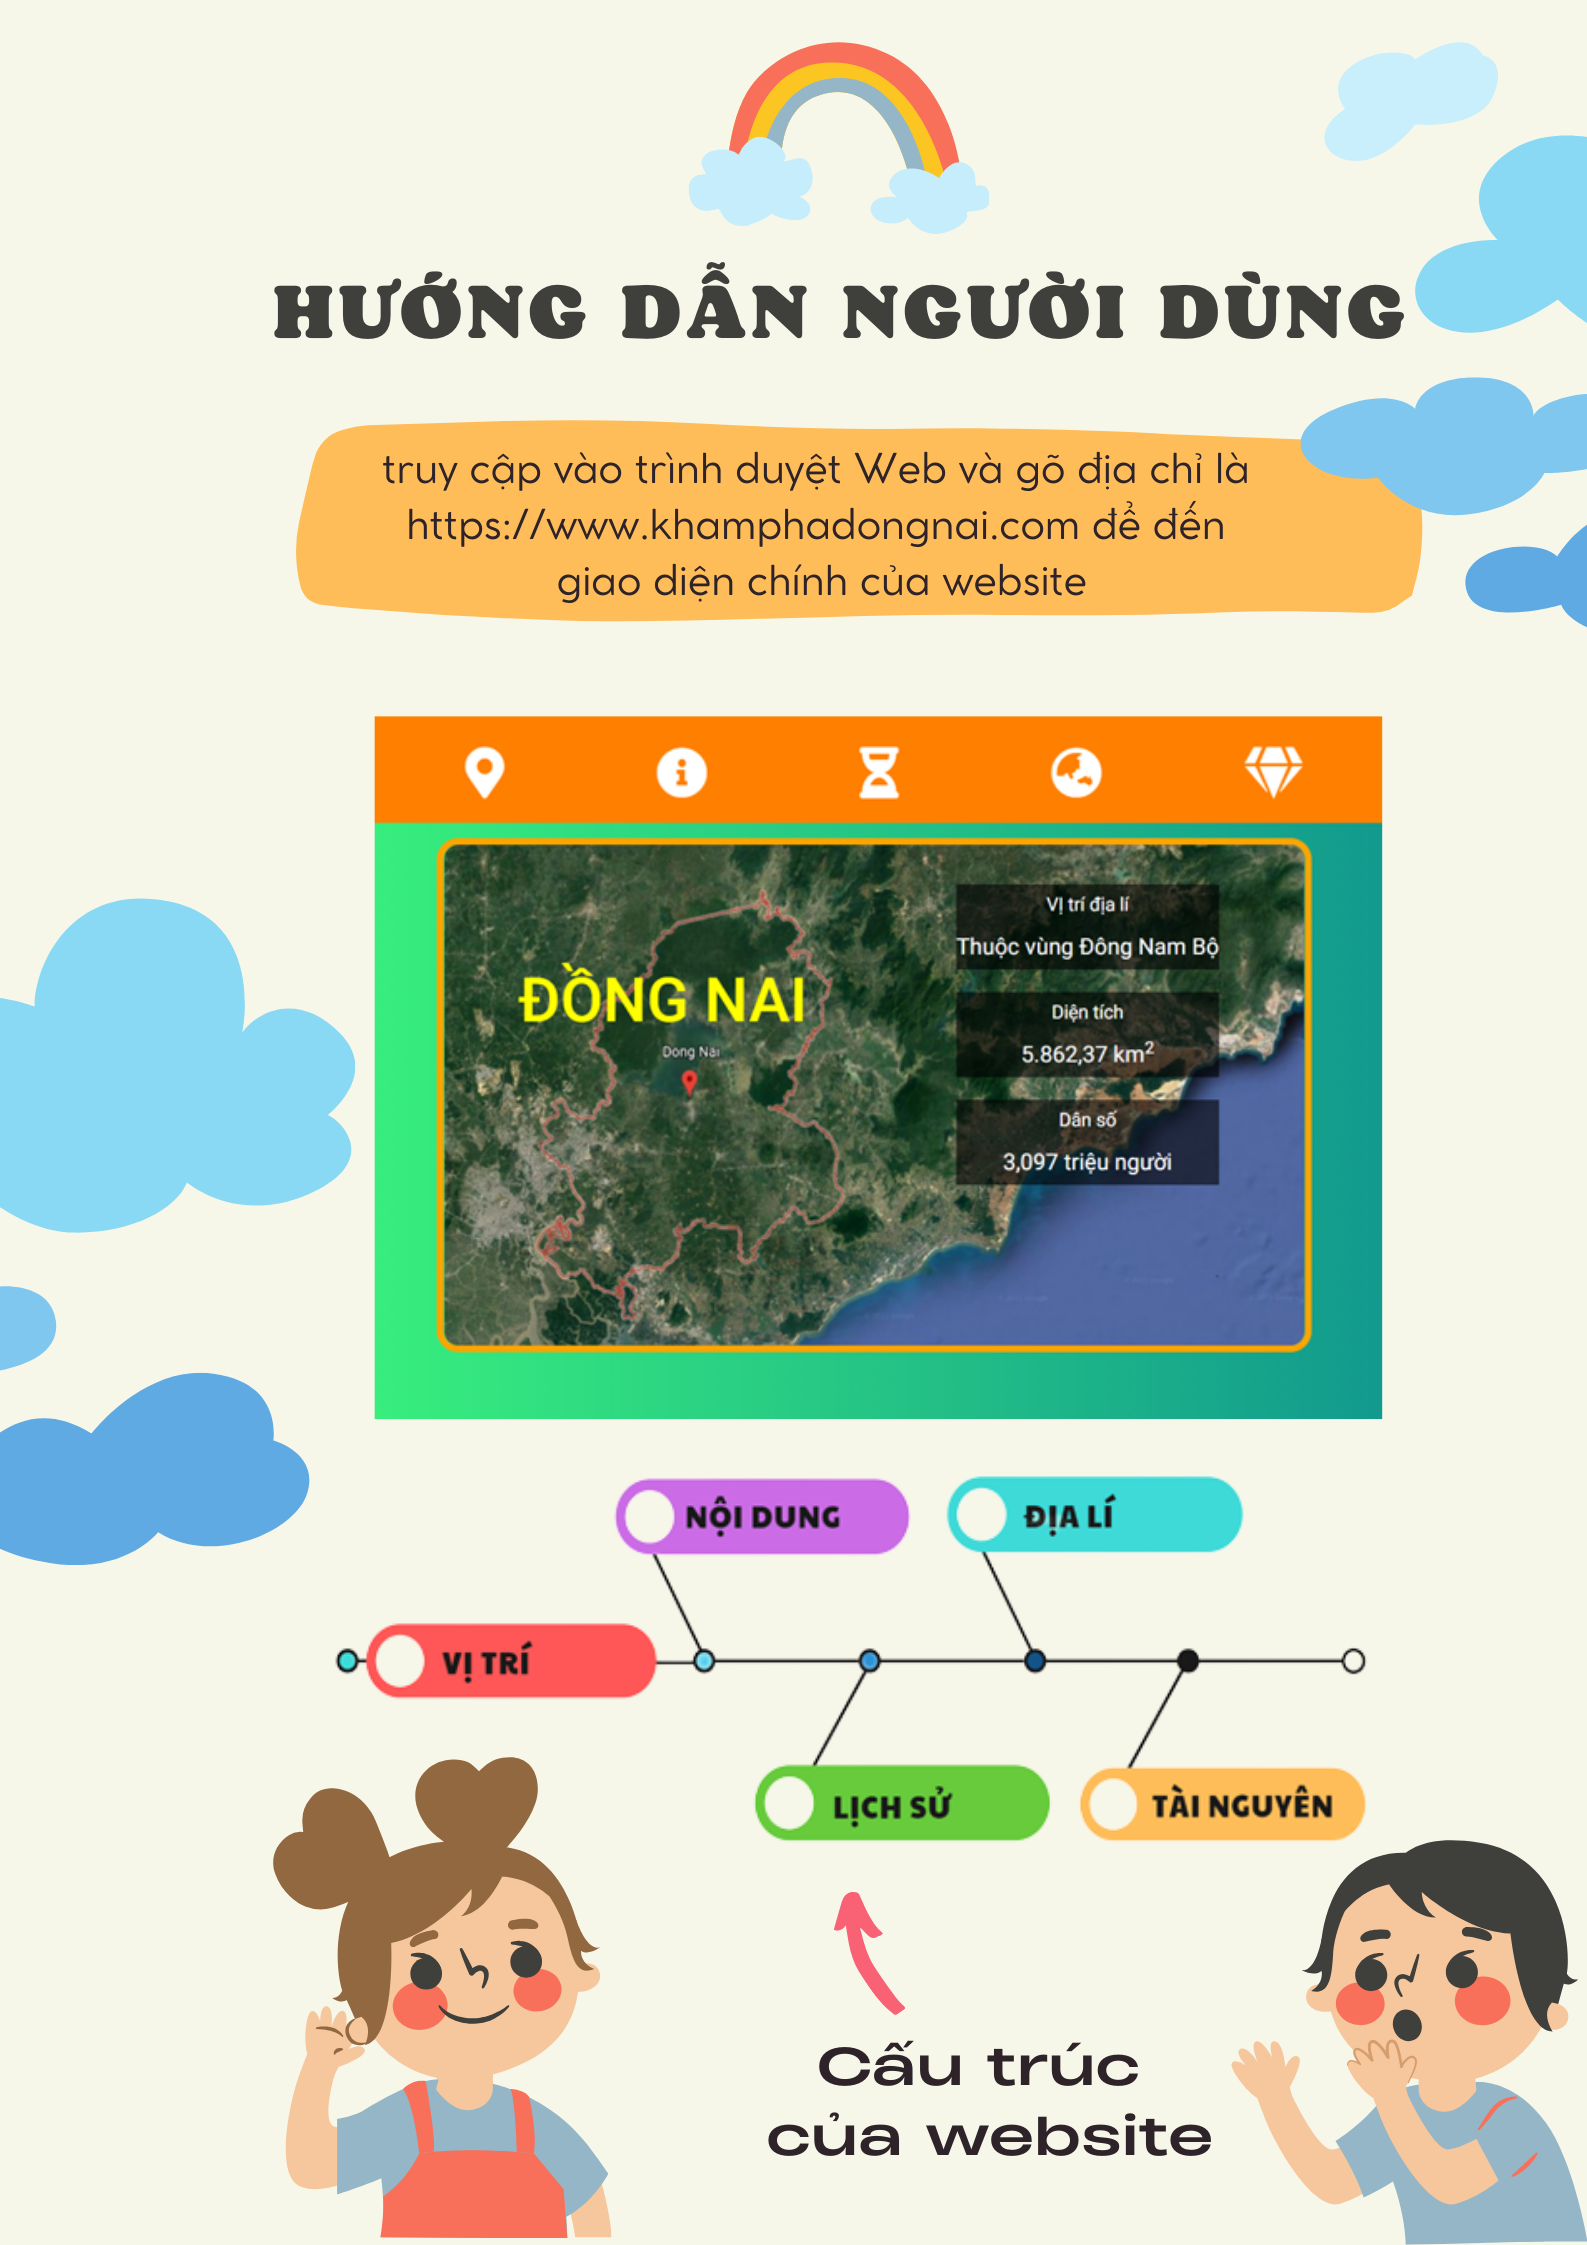 HƯỚNG DẪN NGƯỜI DÙNG
truy cập vào trình duyệt Web và gõ địa chỉ là
https://www.khamphadongnai.com để đến
giao diện chính của website
Vị trí địa lí
Thuộc vùng Đông Nam Bộ
ĐỒNG NAI
Diện tích
5.862,37 km²
Dong Nai
Dân số
3,097 triệu người
NỘI DUNG
ĐỊA LÍ
VỊ TRÍ
LỊCH SỬ
TÀI NGUYÊN
Cấu trúc
của website